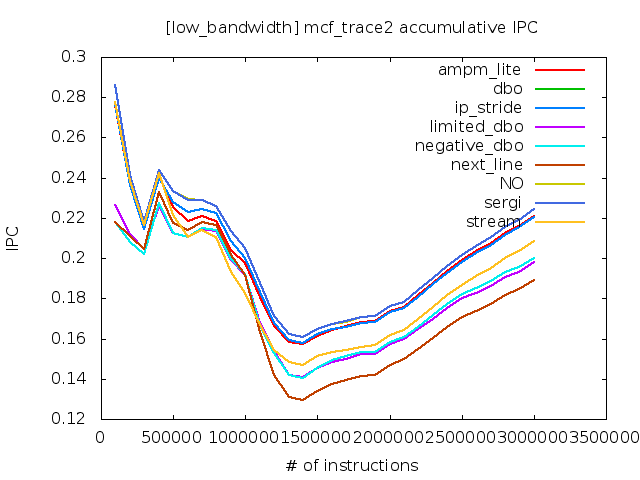 [low_bandwidth] mcf_trace2 accumulative IPC
IPC
0.3
0.28
0.26
0.24
0.22
0.2
0.18
0.16
0.14
0.12
ampm_lite
dbo
ip_stride
limited_dbo
negative_dbo
next_line
NO
sergi
stream
0 500000 1000000 1500000 2000000 2500000 3000000 3500000
# of instructions